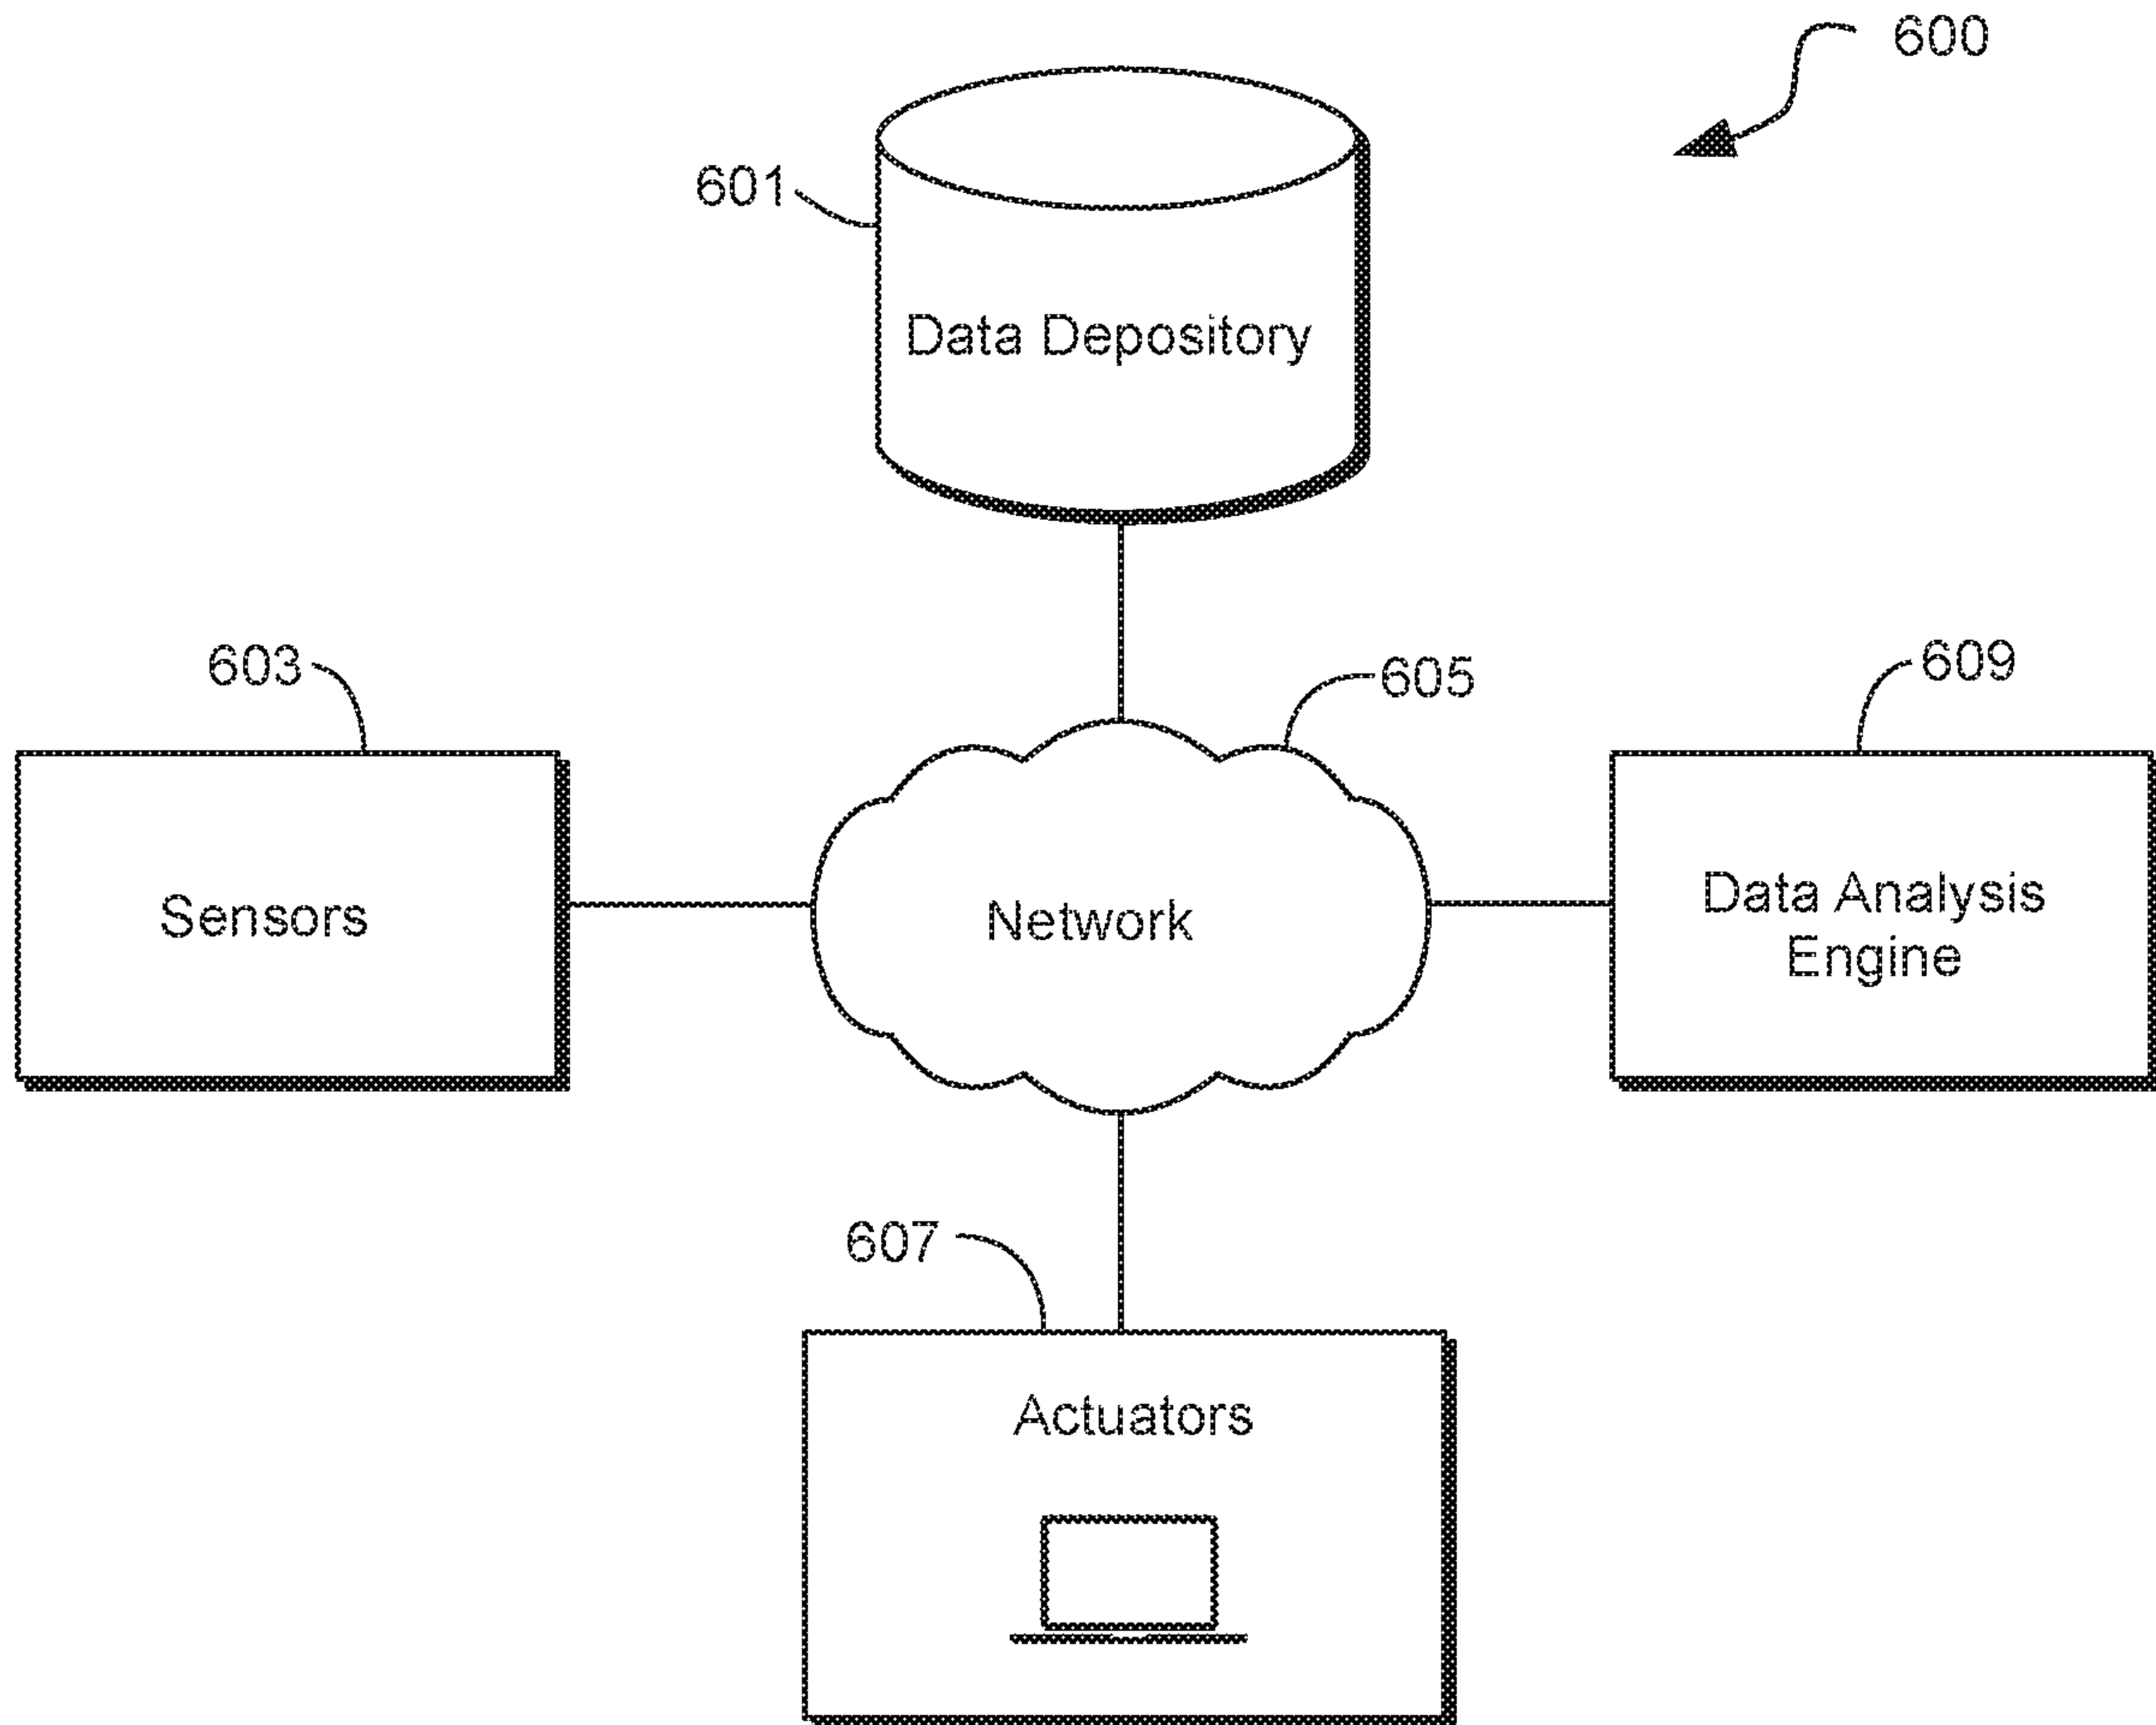 600
601
Data Depository
603
605
609
Sensors
Network
Data Analysis
Engine
607
Actuators